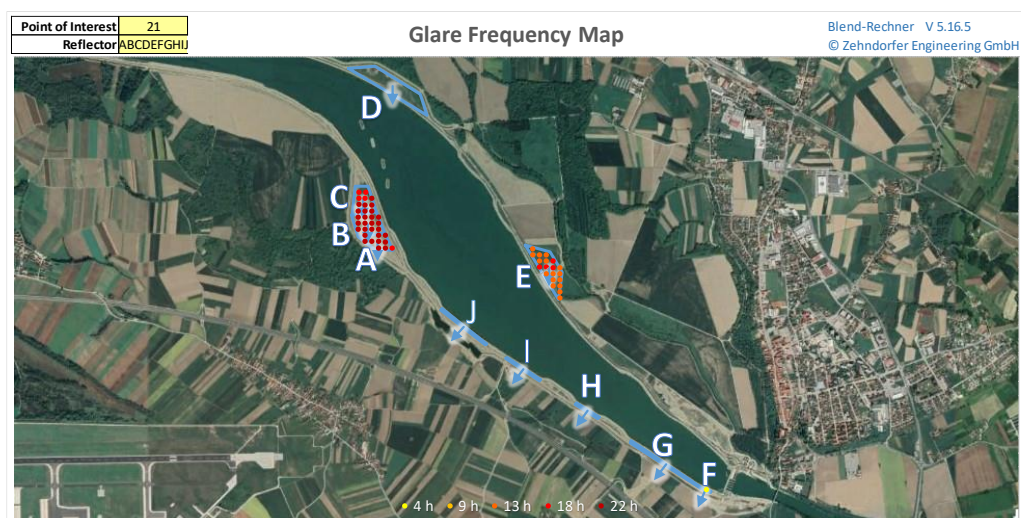 Point of Interest 21
Reflector ABCDEFGHIJ
Glare Frequency Map
Blend-Rechner V 5.16.5
© Zehndorfer Engineering GmbH
D
C
B
A
E
J
I
H
G
F
4 h 9 h 13 h 18 h 22 h